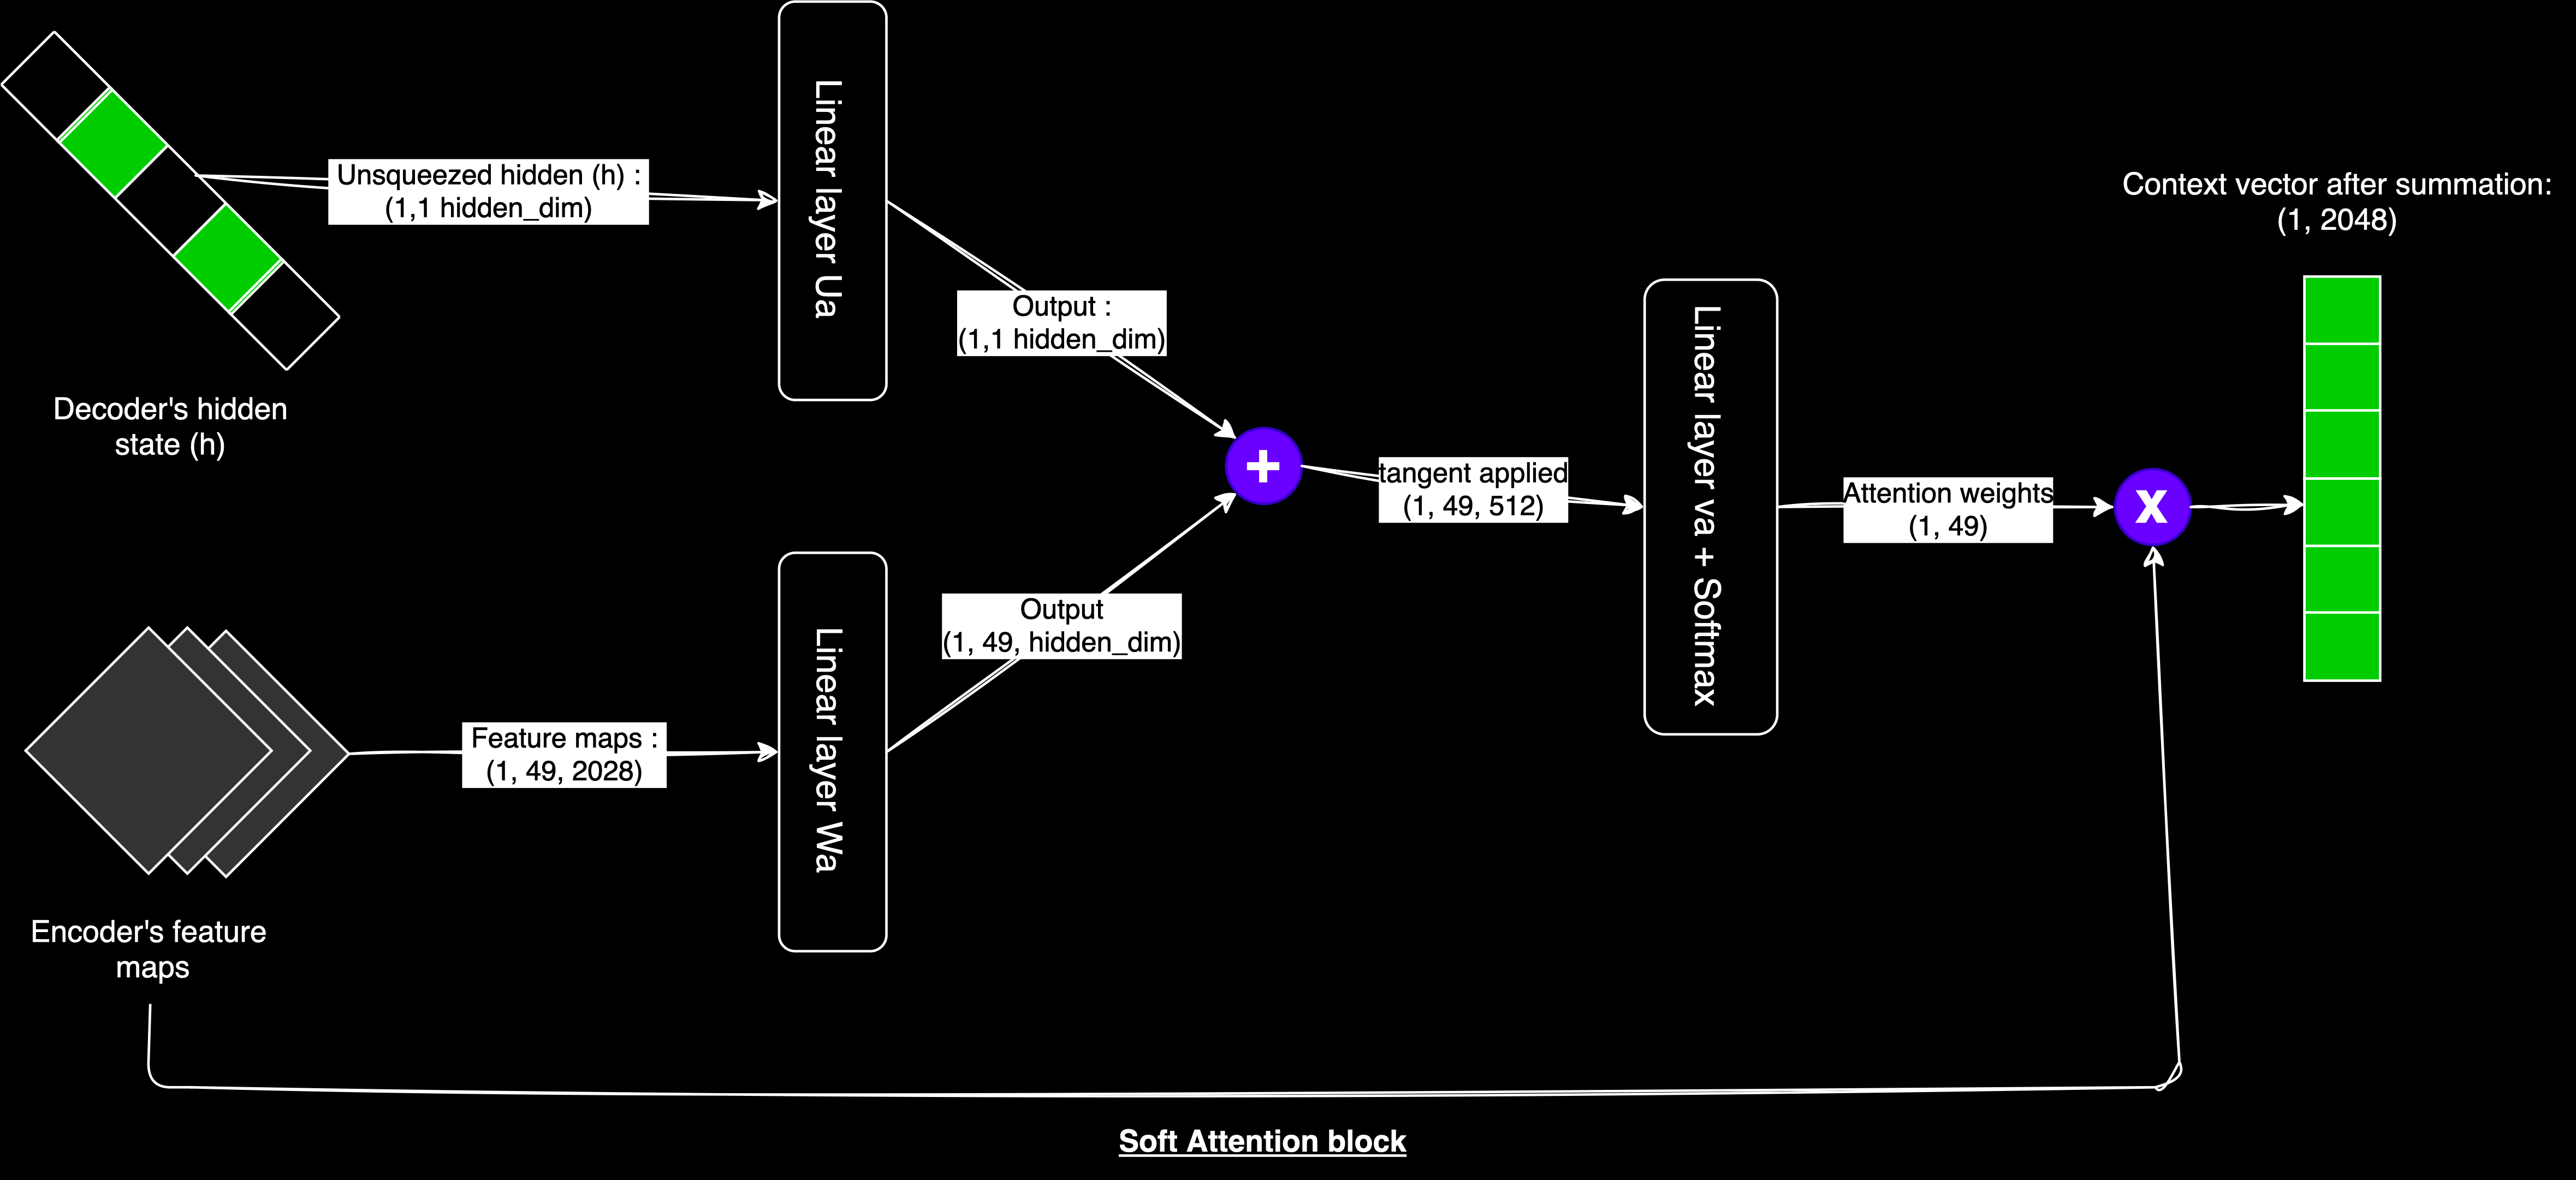 Unsqueezed hidden (h) :
(1,1 hidden_dim)
Linear layer Ua
Decoder's hidden
state (h)
Output :
(1,1 hidden_dim)
Context vector after summation:
(1, 2048)
tangent applied
(1, 49, 512)
Linear layer va + Softmax
Attention weights
(1, 49)
+
X
Output
(1, 49, hidden_dim)
Feature maps :
(1, 49, 2028)
Linear layer Wa
Encoder's feature
maps
Soft Attention block